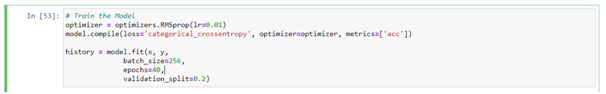 In [53]: # Train the Model
optimizer = optimizers.RMSprop(lr=0.01)
model.compile(loss='categorical_crossentropy', optimizer=optimizer, metrics=['acc'])
history = model.fit(x, y,
batch_size=256,
epochs=40,
validation_split=0.2)